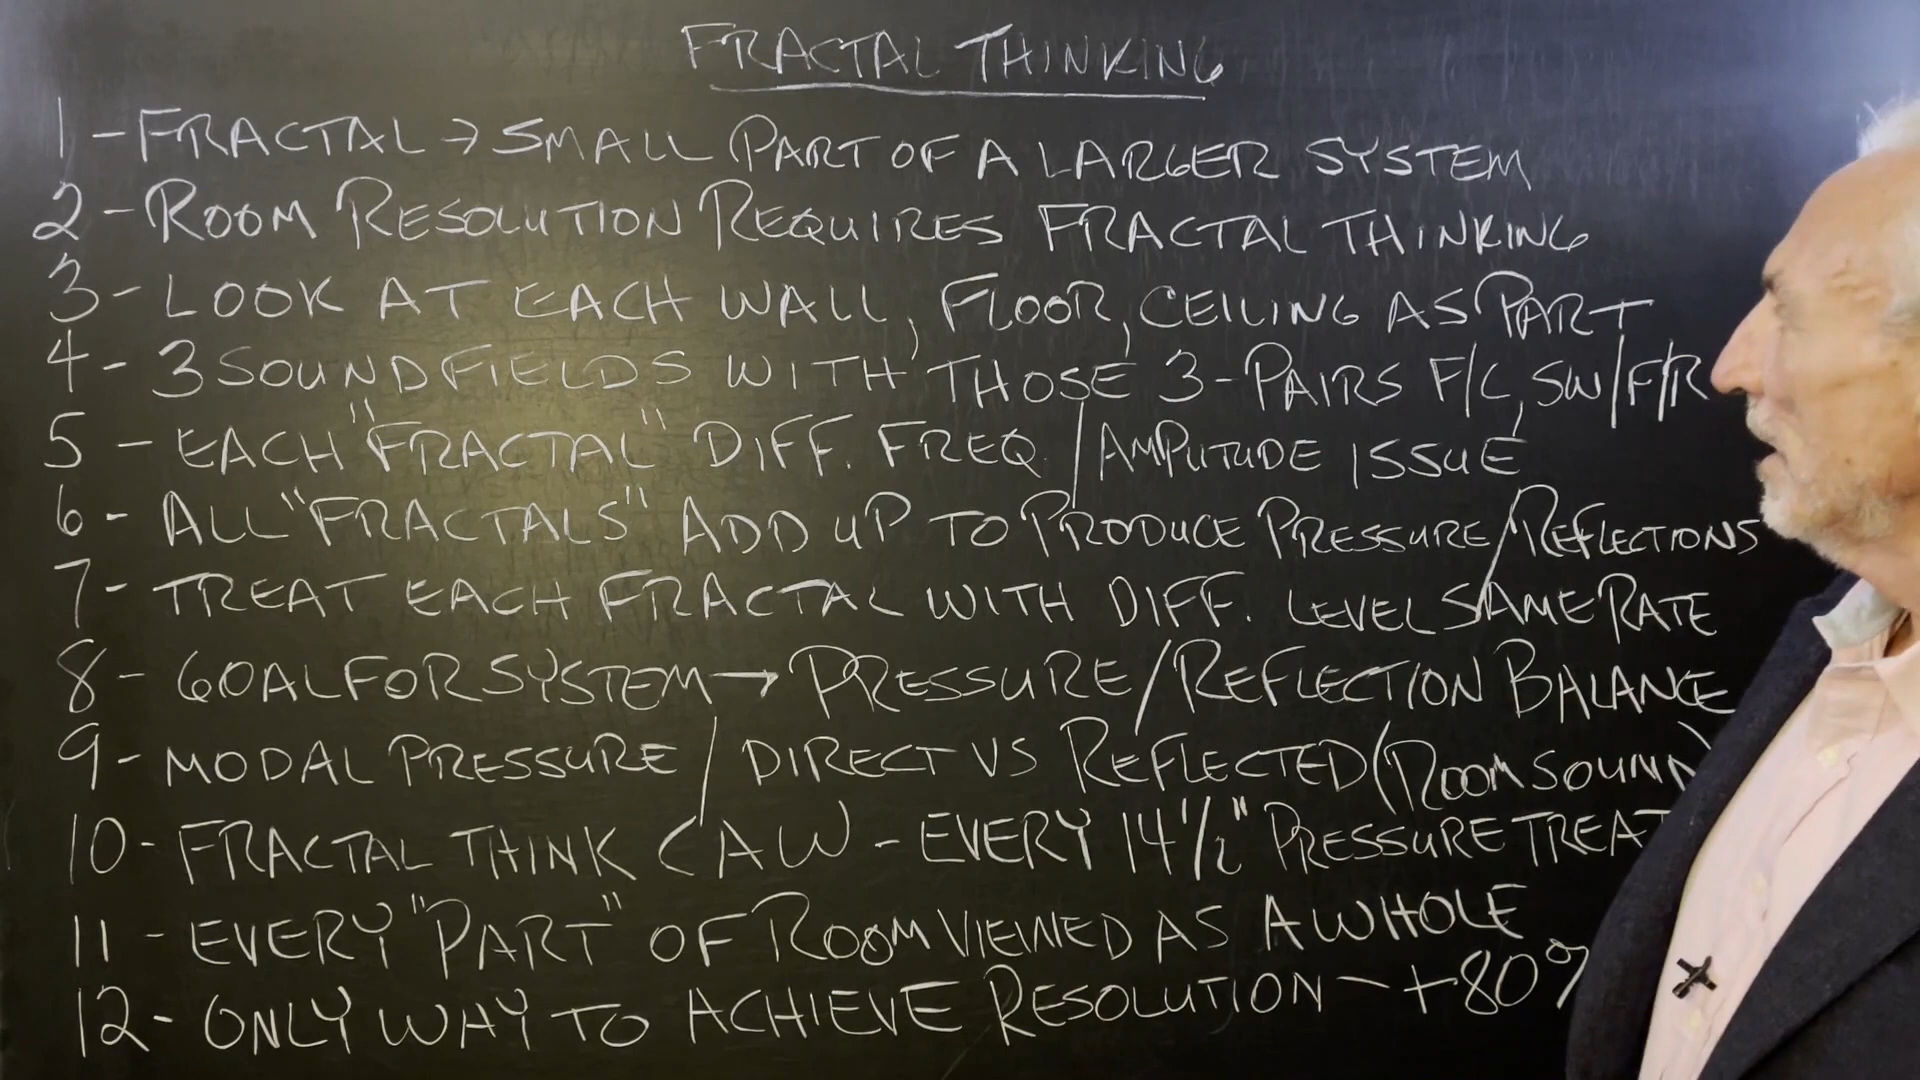 FRACTAL THINKING
1 - FRACTAL → SMALL PART OF A LARGER SYSTEM
2 - ROOM RESOLUTION REQUIRES FRACTAL THINKING
3 - LOOK AT EACH WALL, FLOOR, CEILING AS PART
4 - 3 SOUND FIELDS WITH THOSE 3-PAIRS F/C, SW/F/R
5 - EACH "FRACTAL" DIFF. FREQ / AMPLITUDE ISSUE
6 - ALL "FRACTALS" ADD UP TO PRODUCE PRESSURE/REFLECTIONS
7 - TREAT EACH FRACTAL WITH DIFF. LEVEL SAME RATE
8 - GOAL FOR SYSTEM → PRESSURE/REFLECTION BALANCE
9 - MODAL PRESSURE / DIRECT VS REFLECTED (ROOM SOUND)
10 - FRACTAL THINK CAW - EVERY 14 1/2" PRESSURE TREAT
11 - EVERY "PART" OF ROOM VIEWED AS A WHOLE
12 - ONLY WAY TO ACHIEVE RESOLUTION - +80%